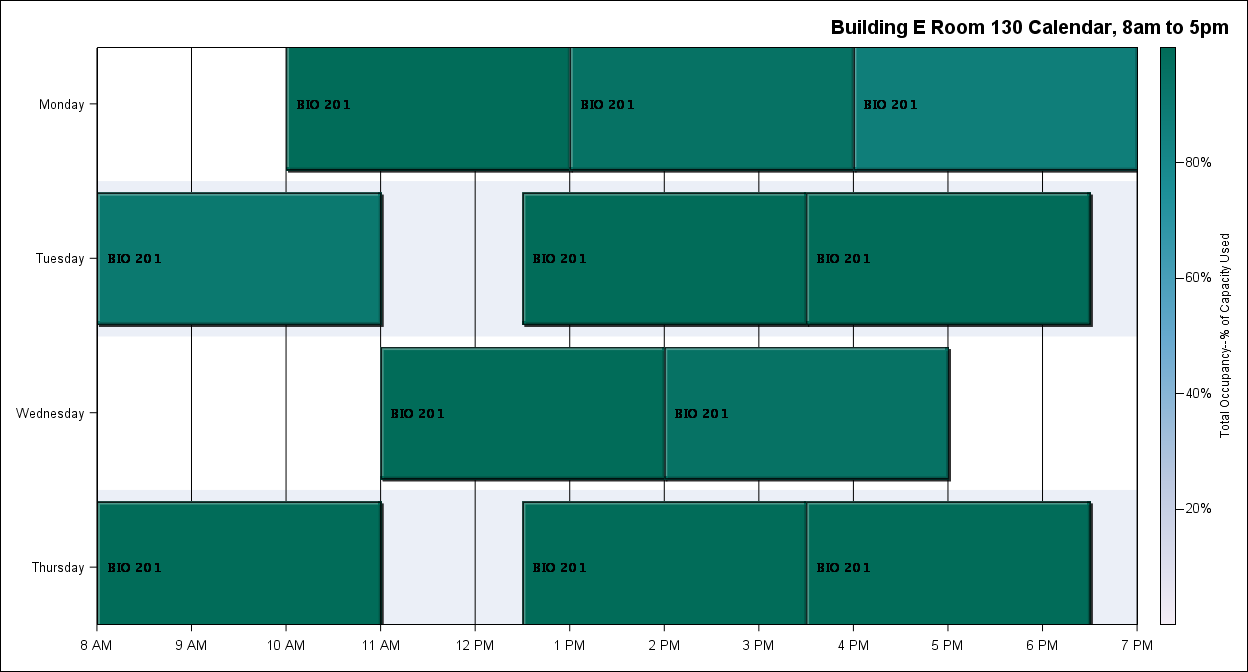 Building E Room 130 Calendar, 8am to 5pm
Monday
BIO 201
BIO 201
BIO 201
Tuesday
BIO 201
BIO 201
BIO 201
Wednesday
BIO 201
BIO 201
Thursday
BIO 201
BIO 201
BIO 201
8 AM
9 AM
10 AM
11 AM
12 PM
1 PM
2 PM
3 PM
4 PM
5 PM
6 PM
7 PM
80%
60%
40%
20%
Total Occupancy--% of Capacity Used